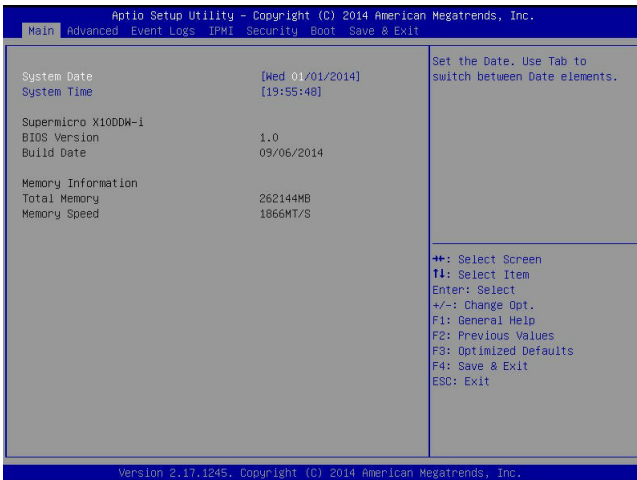 Aptio Setup Utility – Copyright (C) 2014 American Megatrends, Inc.
Main Advanced Event Logs IPMI Security Boot Save & Exit
System Date [Wed 01/01/2014]
System Time [19:55:48]
Supermicro X10DDW-i
BIOS Version 1.0
Build Date 09/06/2014
Memory Information
Total Memory 262144MB
Memory Speed 1866MT/S
Set the Date. Use Tab to
switch between Date elements.
→←: Select Screen
↑↓: Select Item
Enter: Select
+/-: Change Opt.
F1: General Help
F2: Previous Values
F3: Optimized Defaults
F4: Save & Exit
ESC: Exit
Version 2.17.1245. Copyright (C) 2014 American Megatrends, Inc.